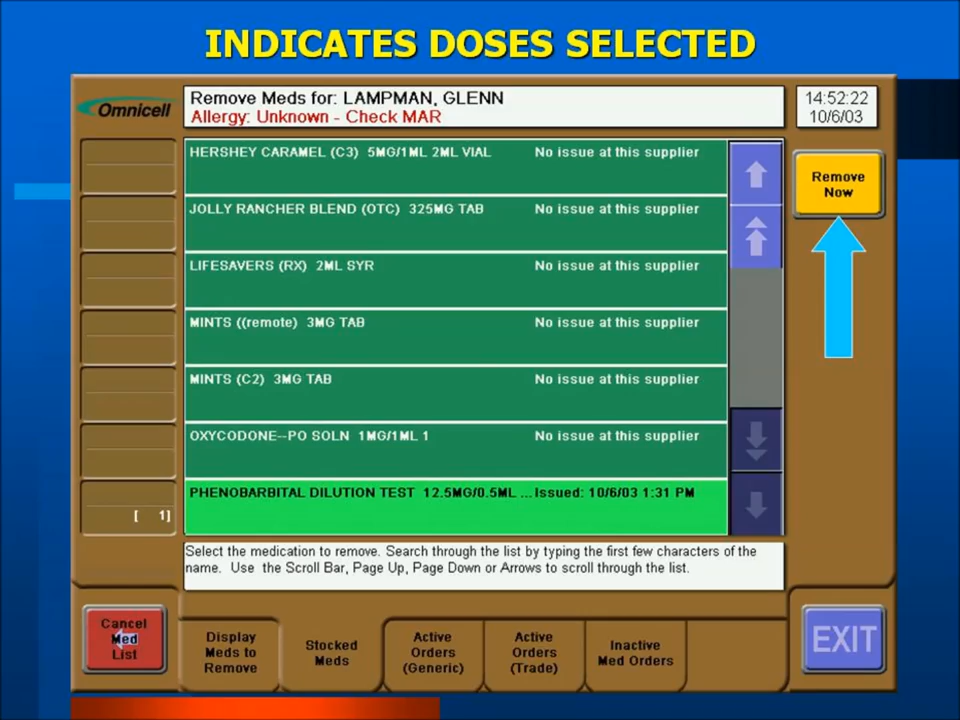 INDICATES DOSES SELECTED
Omnicell
Remove Meds for: LAMPMAN, GLENN
Allergy: Unknown - Check MAR
14:52:22
10/6/03
HERSHEY CARAMEL (C3) 5MG/1ML 2ML VIAL No issue at this supplier
JOLLY RANCHER BLEND (OTC) 325MG TAB No issue at this supplier
LIFESAVERS (RX) 2ML SYR No issue at this supplier
MINTS ((remote) 3MG TAB No issue at this supplier
MINTS (C2) 3MG TAB No issue at this supplier
OXYCODONE--PO SOLN 1MG/1ML 1 No issue at this supplier
PHENOBARBITAL DILUTION TEST 12.5MG/0.5ML ... Issued: 10/6/03 1:31 PM
[ 1]
Remove
Now
Select the medication to remove. Search through the list by typing the first few characters of the
name. Use the Scroll Bar, Page Up, Page Down or Arrows to scroll through the list.
Cancel
Med
List
Display
Meds to
Remove
Stocked
Meds
Active
Orders
(Generic)
Active
Orders
(Trade)
Inactive
Med Orders
EXIT